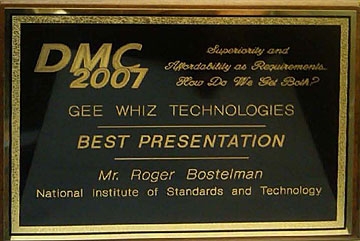 DMC
2007
Superiority and
Affordability as Requirements.
How Do We Get Both?
GEE WHIZ TECHNOLOGIES
BEST PRESENTATION
Mr. Roger Bostelman
National Institute of Standards and Technology